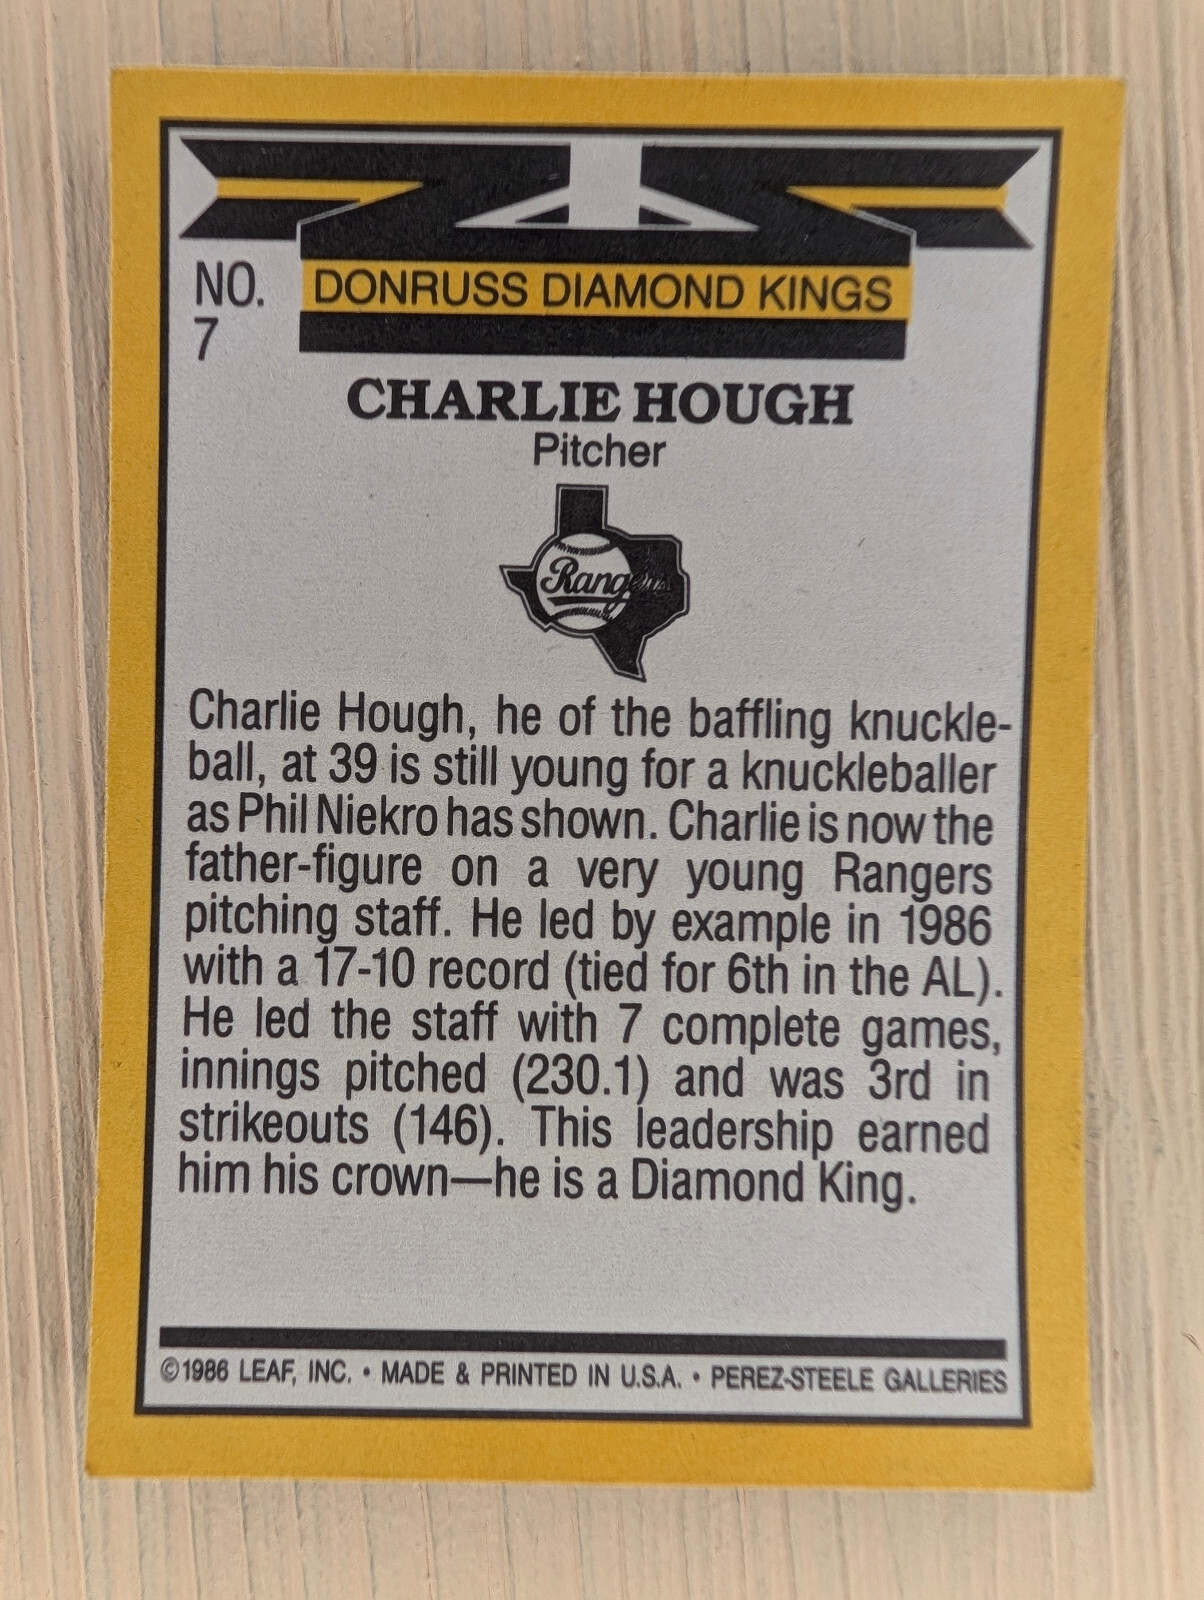 NO.
7
DONRUSS DIAMOND KINGS
CHARLIE HOUGH
Pitcher
Rangers
Charlie Hough, he of the baffling knuckle-
ball, at 39 is still young for a knuckleballer
as Phil Niekro has shown. Charlie is now the
father-figure on a very young Rangers
pitching staff. He led by example in 1986
with a 17-10 record (tied for 6th in the AL).
He led the staff with 7 complete games,
innings pitched (230.1) and was 3rd in
strikeouts (146). This leadership earned
him his crown—he is a Diamond King.
©1986 LEAF, INC. • MADE & PRINTED IN U.S.A. • PEREZ-STEELE GALLERIES